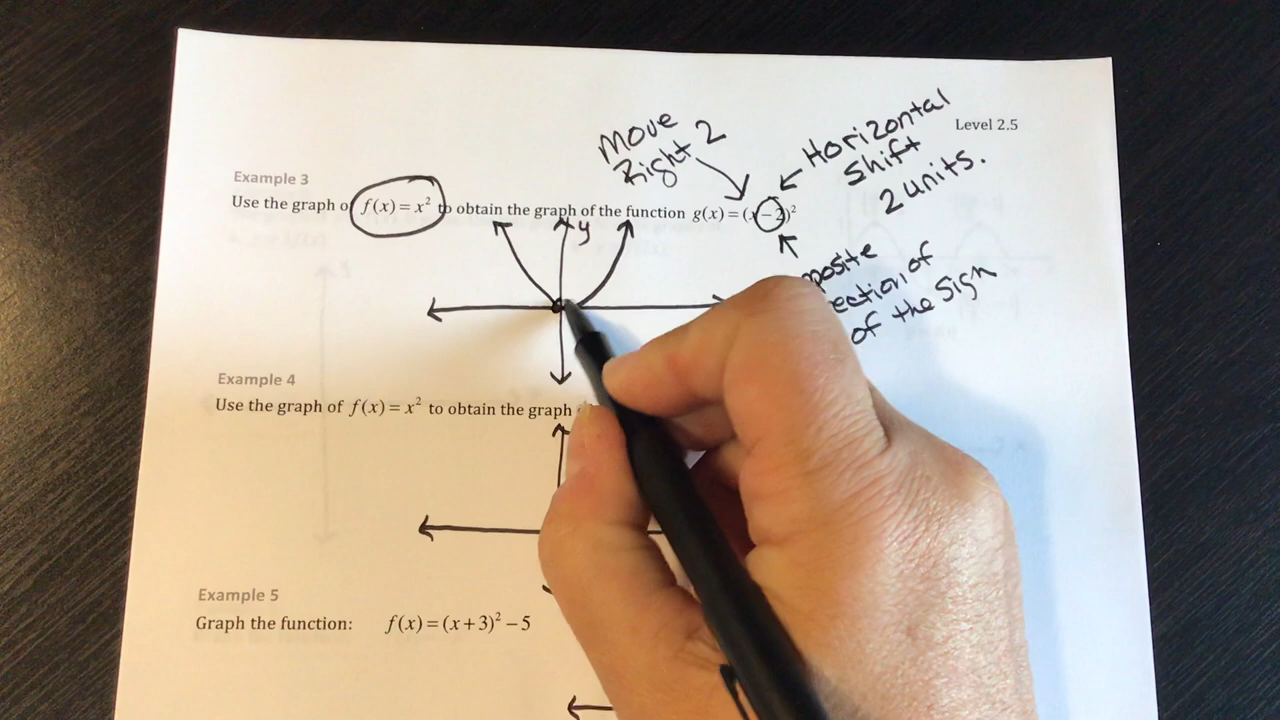 Level 2.5
Example 3
Use the graph of f(x) = x² to obtain the graph of the function g(x) = (x − 2)²
Move
Right 2
Horizontal
shift
2 units.
y
of
of the sign
Example 4
Use the graph of f(x) = x² to obtain the graph
Example 5
Graph the function: f(x) = (x + 3)² − 5